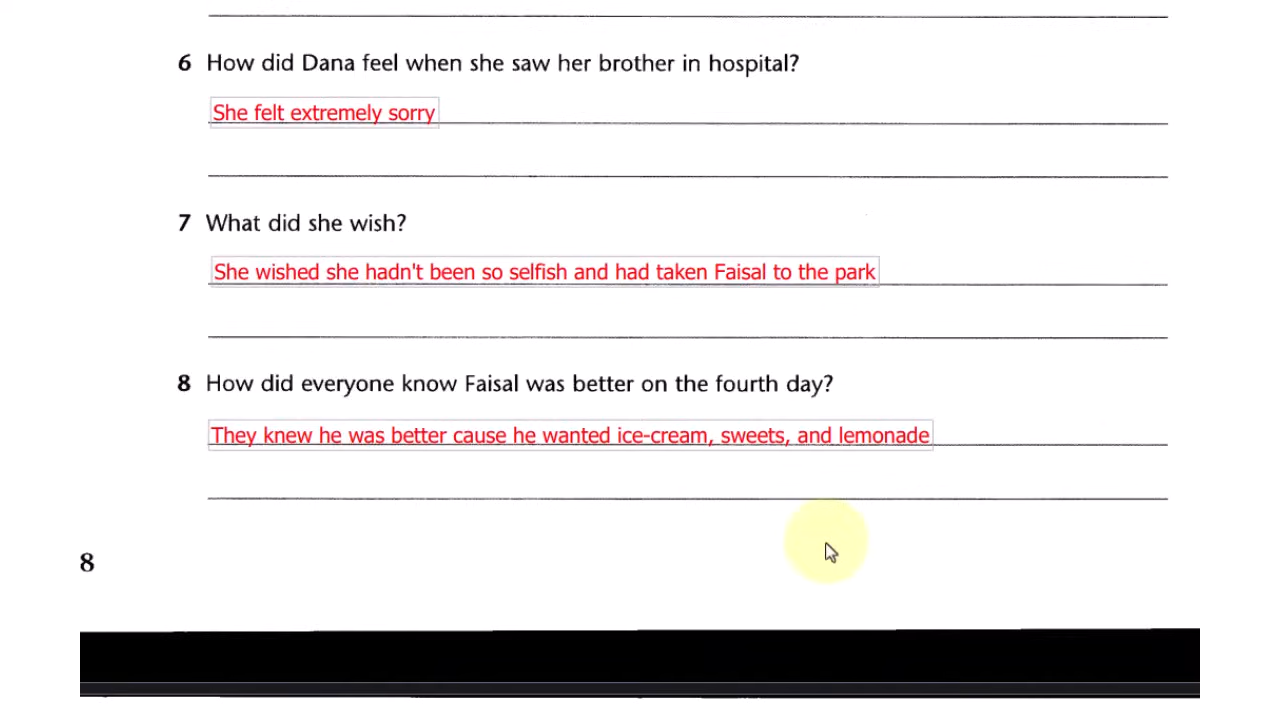 6 How did Dana feel when she saw her brother in hospital?
She felt extremely sorry
7 What did she wish?
She wished she hadn't been so selfish and had taken Faisal to the park
8 How did everyone know Faisal was better on the fourth day?
They knew he was better cause he wanted ice-cream, sweets, and lemonade
8